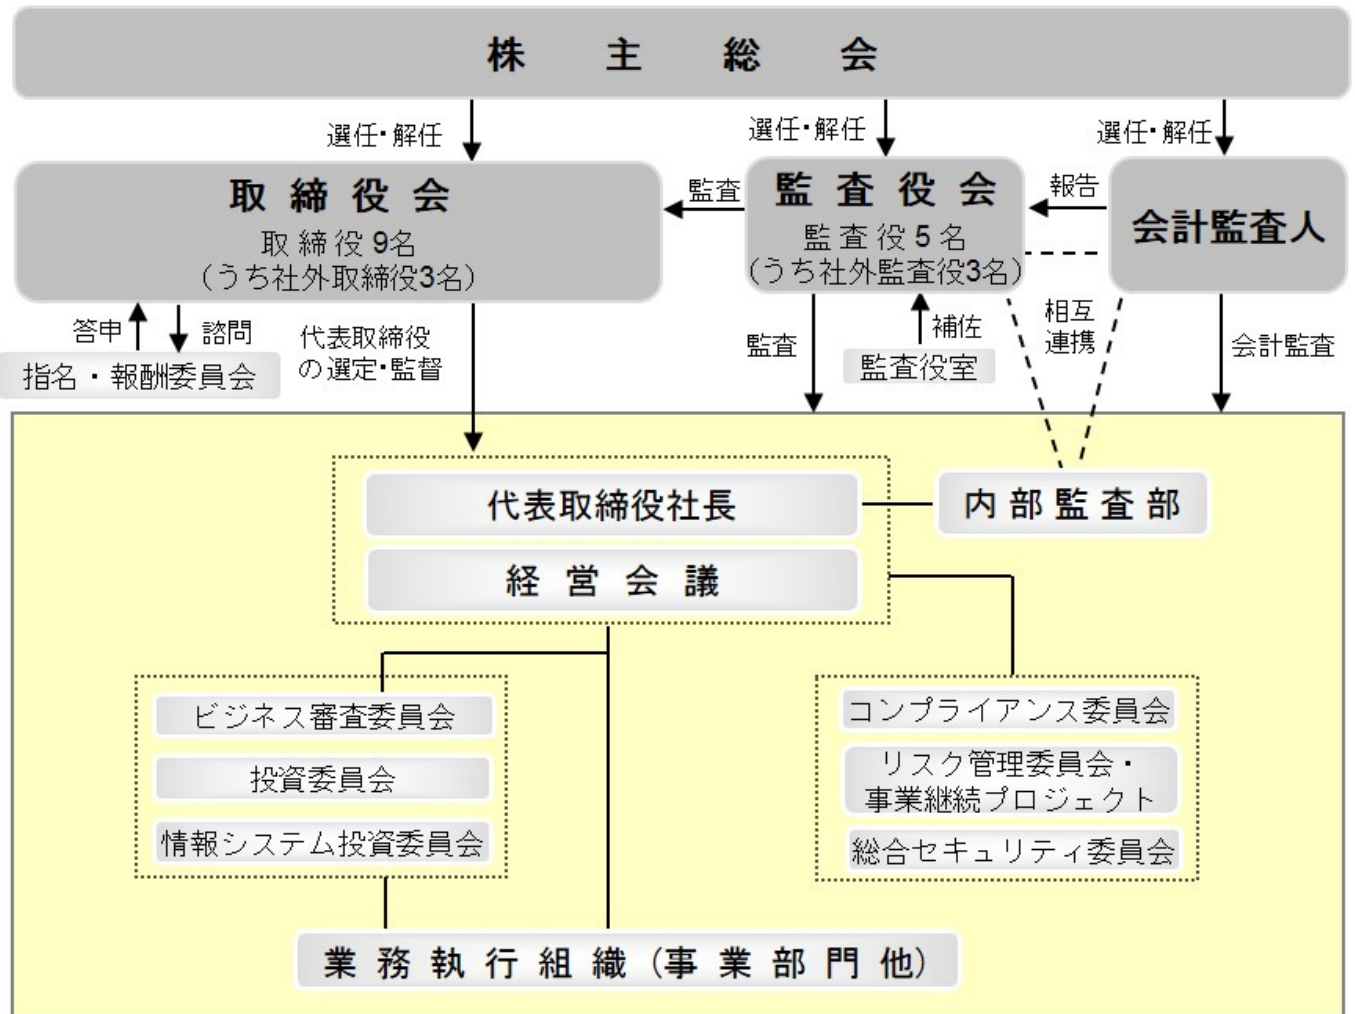 株主総会
選任・解任
選任・解任
選任・解任
取締役会
取締役9名
(うち社外取締役3名)
監査
監査役会
監査役5名
(うち社外監査役3名)
報告
会計監査人
答申
諮問
指名・報酬委員会
代表取締役
の選定・監督
監査
補佐
監査役室
相互
連携
会計監査
代表取締役社長
内部監査部
経営会議
ビジネス審査委員会
投資委員会
情報システム投資委員会
コンプライアンス委員会
リスク管理委員会・
事業継続プロジェクト
総合セキュリティ委員会
業務執行組織(事業部門他)